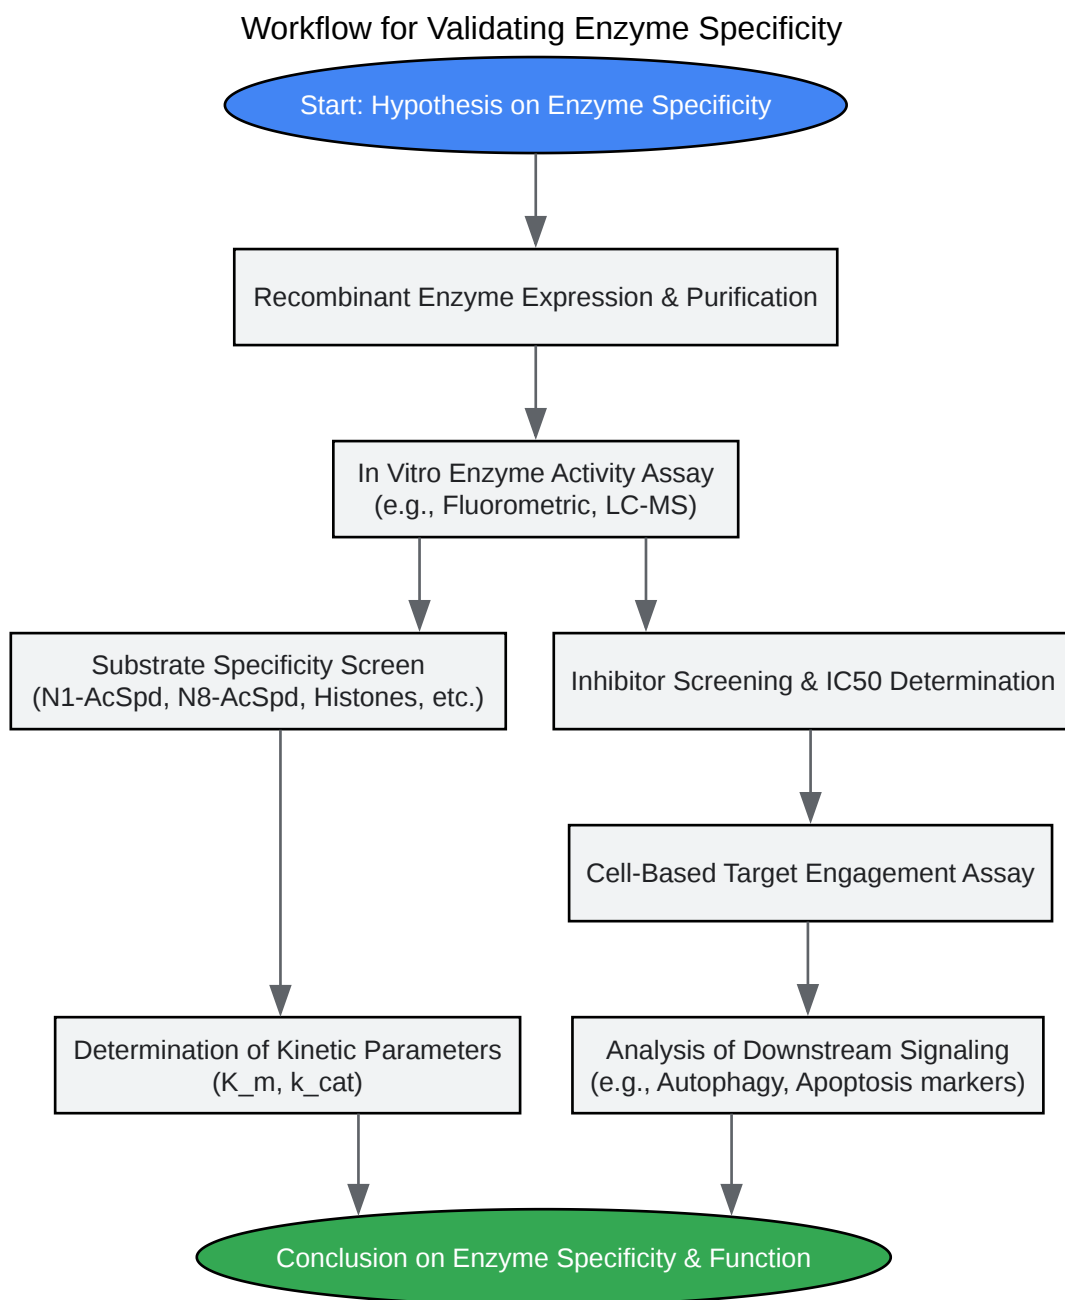 Workflow for Validating Enzyme Specificity
Start: Hypothesis on Enzyme Specificity
Recombinant Enzyme Expression & Purification
In Vitro Enzyme Activity Assay
(e.g., Fluorometric, LC-MS)
Substrate Specificity Screen
(N1-AcSpd, N8-AcSpd, Histones, etc.)
Inhibitor Screening & IC50 Determination
Cell-Based Target Engagement Assay
Determination of Kinetic Parameters
(K_m, k_cat)
Analysis of Downstream Signaling
(e.g., Autophagy, Apoptosis markers)
Conclusion on Enzyme Specificity & Function